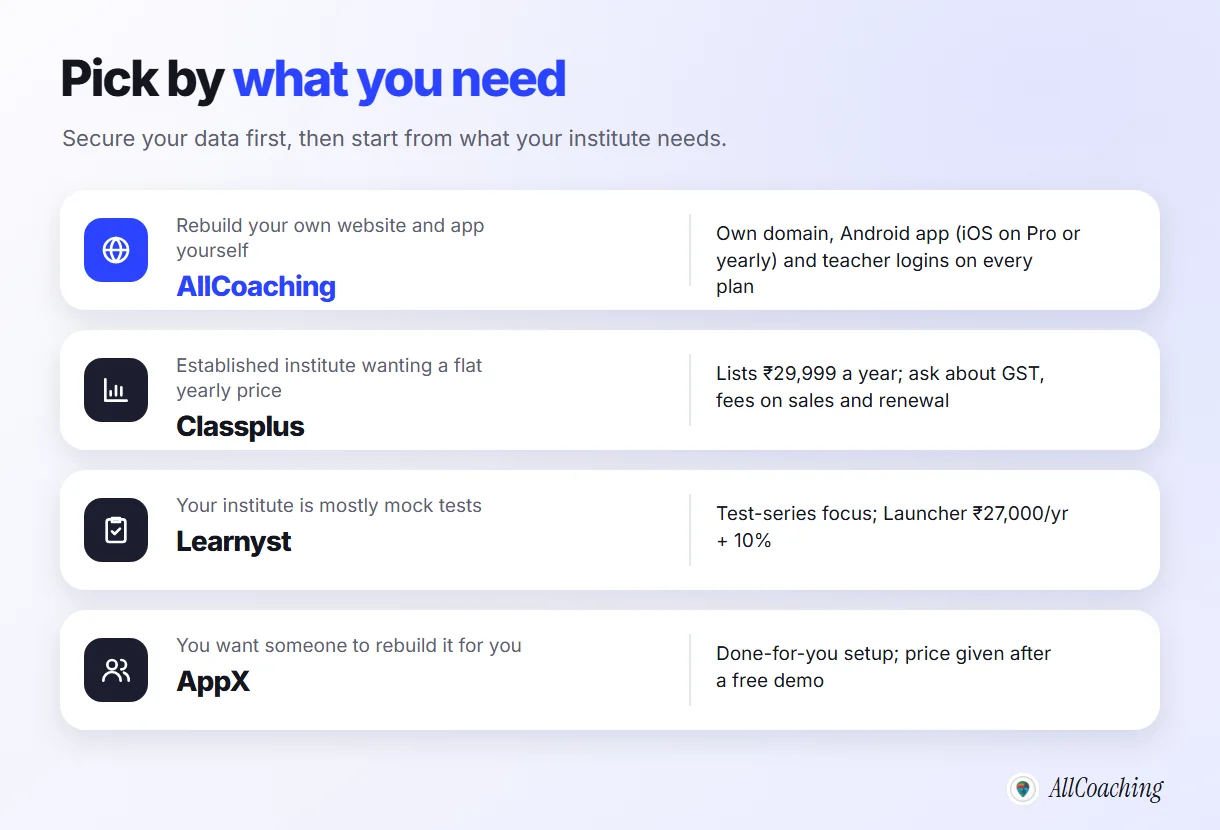 Pick by what you need
Secure your data first, then start from what your institute needs.
Rebuild your own website and app
yourself
AllCoaching
Own domain, Android app (iOS on Pro or
yearly) and teacher logins on every
plan
Established institute wanting a flat
yearly price
Classplus
Lists ₹29,999 a year; ask about GST,
fees on sales and renewal
Your institute is mostly mock tests
Learnyst
Test-series focus; Launcher ₹27,000/yr
+ 10%
You want someone to rebuild it for you
AppX
Done-for-you setup; price given after
a free demo
AllCoaching